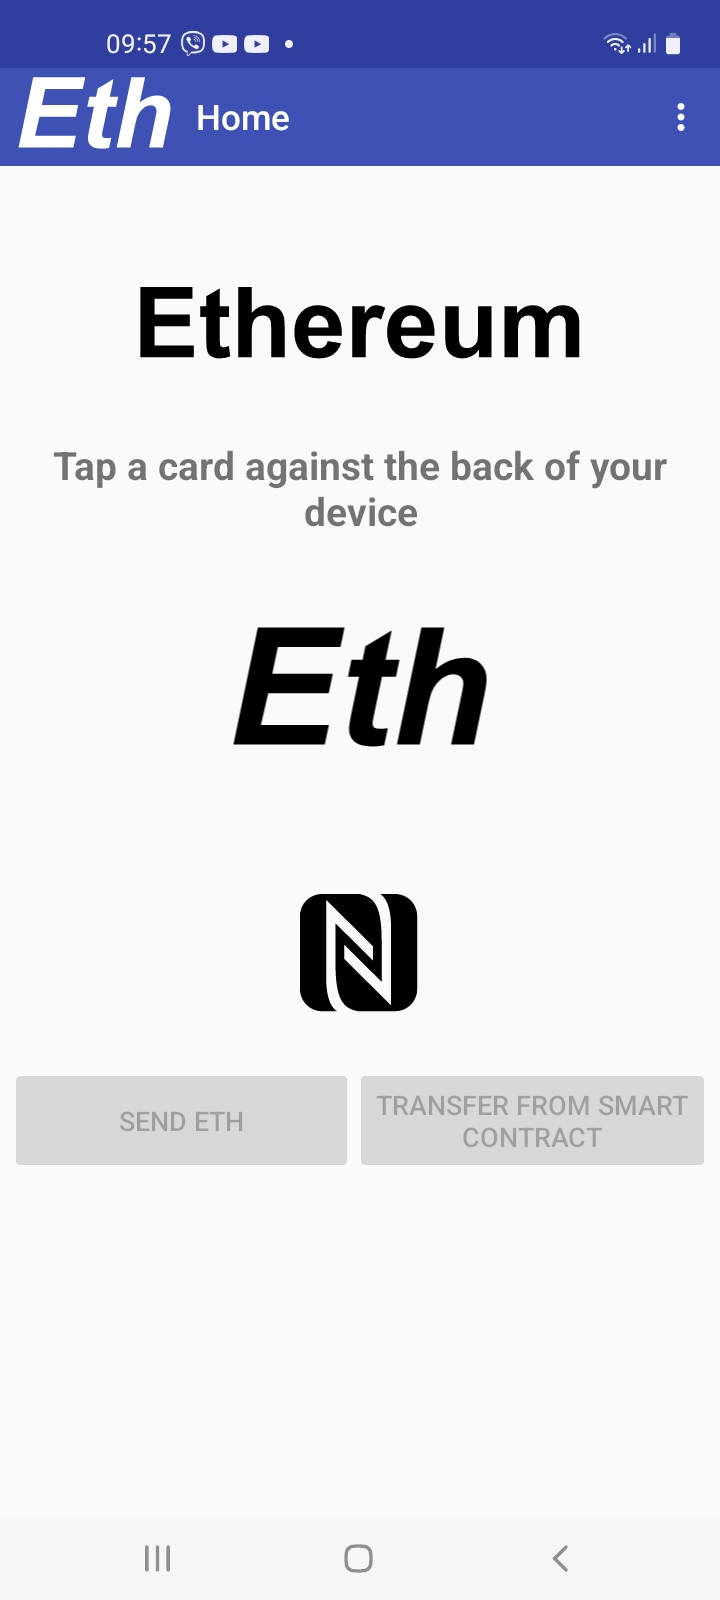 09:57
Eth Home
Ethereum
Tap a card against the back of your
device
Eth
SEND ETH
TRANSFER FROM SMART
CONTRACT